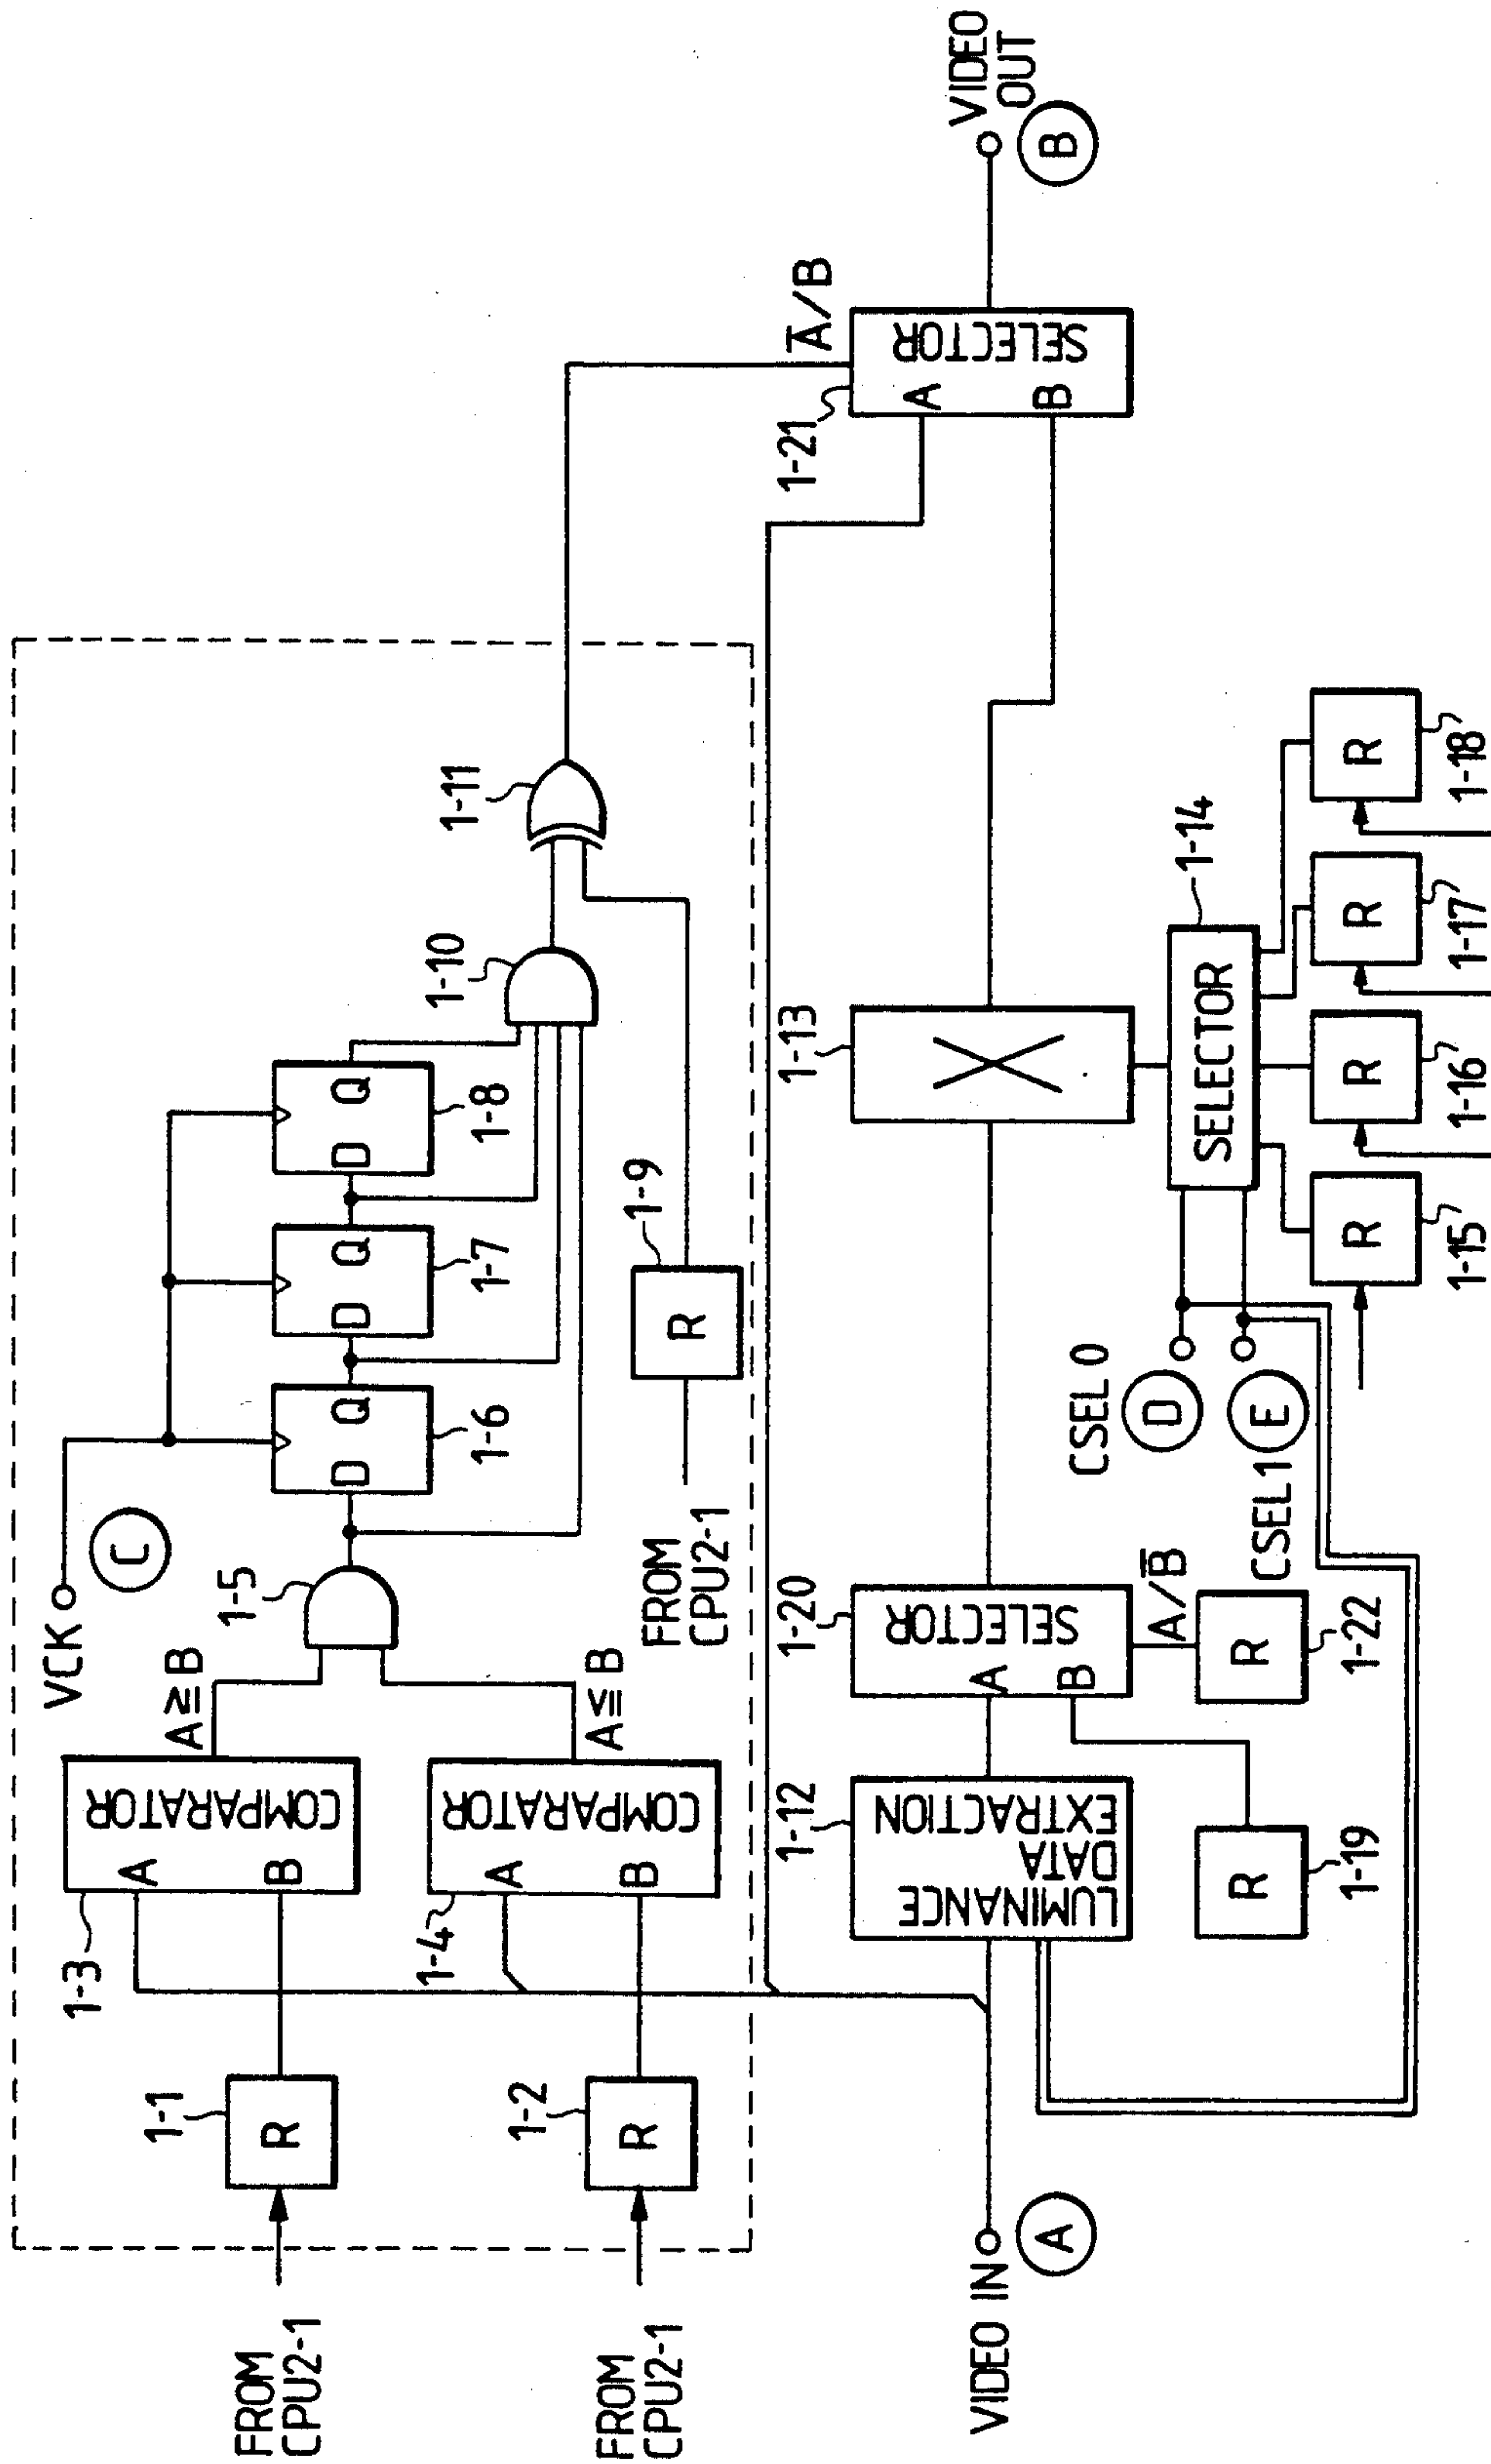 FROM
CPU2-1
1-1
R
1-3
A
B
COMPARATOR
A≧B
FROM
CPU2-1
1-2
R
1-4
A
B
COMPARATOR
A≦B
VCK
C
1-5
D Q
1-6
D Q
1-7
D Q
1-8
FROM
CPU2-1
R
1-9
1-10
1-11
VIDEO IN
A
1-12
LUMINANCE
DATA
EXTRACTION
R
1-19
1-20
A
B
SELECTOR
A/B̅
R
1-22
CSEL 0
D
CSEL 1
E
1-13
X
SELECTOR
1-14
R
1-15
R
1-16
R
1-17
R
1-18
1-21
A
B
SELECTOR
A̅/B
VIDEO
OUT
B